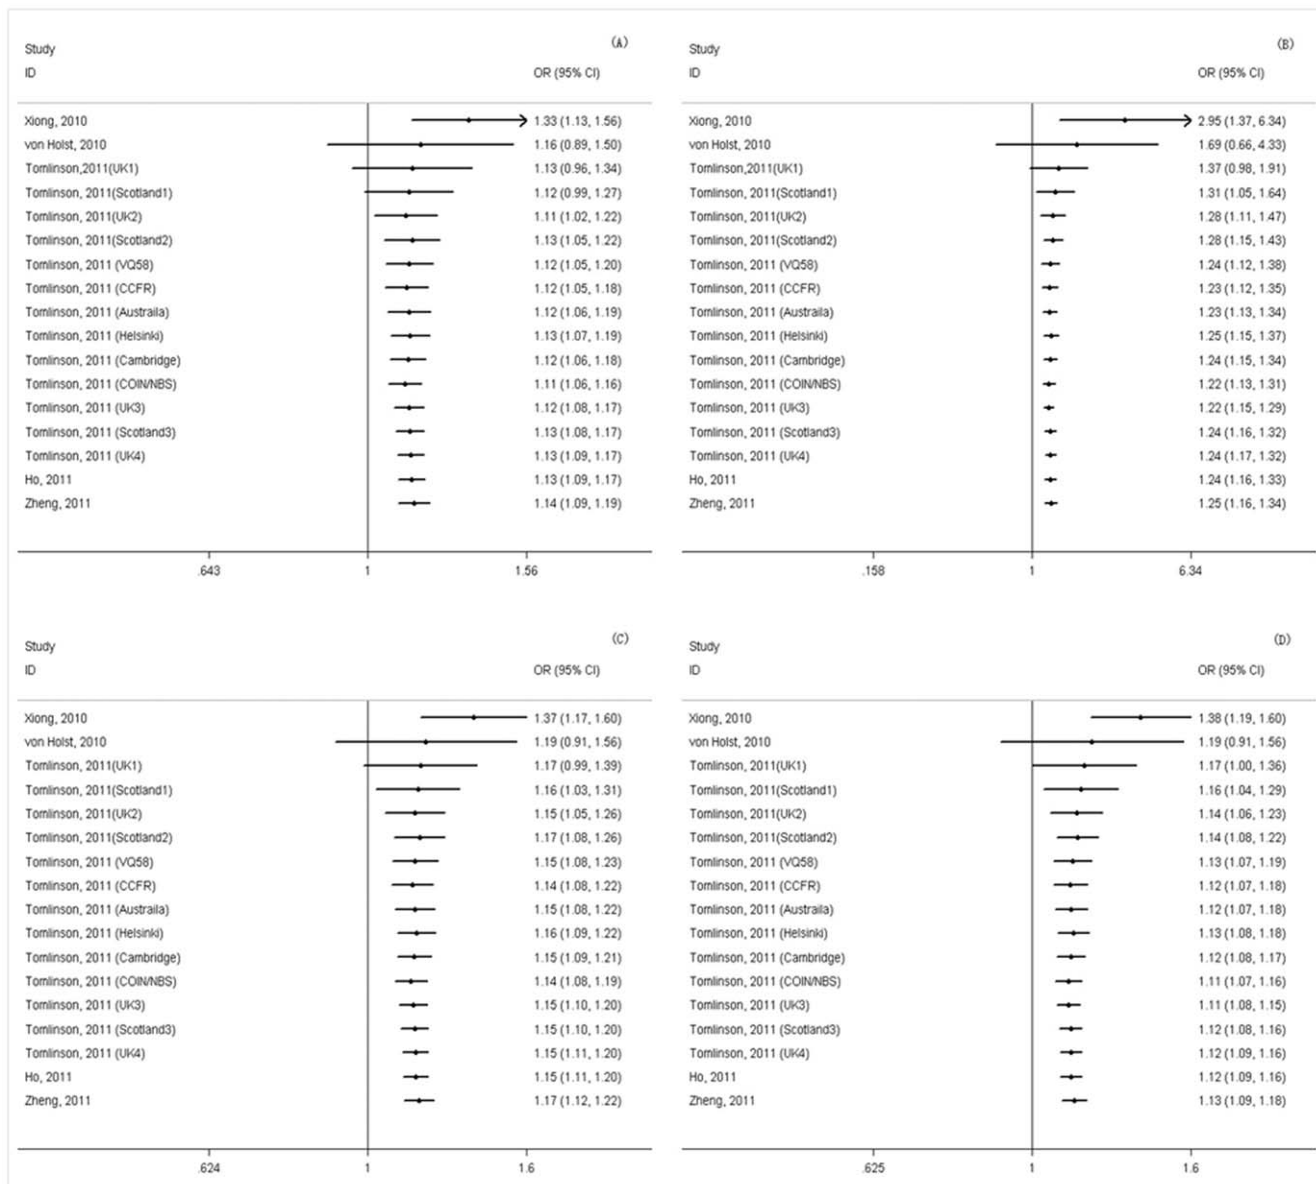 (A)
Study
ID OR (95% CI)
Xiong, 2010 1.33 (1.13, 1.56)
von Holst, 2010 1.16 (0.89, 1.50)
Tomlinson,2011(UK1) 1.13 (0.96, 1.34)
Tomlinson, 2011(Scotland1) 1.12 (0.99, 1.27)
Tomlinson, 2011(UK2) 1.11 (1.02, 1.22)
Tomlinson, 2011(Scotland2) 1.13 (1.05, 1.22)
Tomlinson, 2011 (VQ58) 1.12 (1.05, 1.20)
Tomlinson, 2011 (CCFR) 1.12 (1.05, 1.18)
Tomlinson, 2011 (Austraila) 1.12 (1.06, 1.19)
Tomlinson, 2011 (Helsinki) 1.13 (1.07, 1.19)
Tomlinson, 2011 (Cambridge) 1.12 (1.06, 1.18)
Tomlinson, 2011 (COIN/NBS) 1.11 (1.06, 1.16)
Tomlinson, 2011 (UK3) 1.12 (1.08, 1.17)
Tomlinson, 2011 (Scotland3) 1.13 (1.08, 1.17)
Tomlinson, 2011 (UK4) 1.13 (1.09, 1.17)
Ho, 2011 1.13 (1.09, 1.17)
Zheng, 2011 1.14 (1.09, 1.19)
.643 1 1.56
(B)
Study
ID OR (95% CI)
Xiong, 2010 2.95 (1.37, 6.34)
von Holst, 2010 1.69 (0.66, 4.33)
Tomlinson,2011(UK1) 1.37 (0.98, 1.91)
Tomlinson, 2011(Scotland1) 1.31 (1.05, 1.64)
Tomlinson, 2011(UK2) 1.28 (1.11, 1.47)
Tomlinson, 2011(Scotland2) 1.28 (1.15, 1.43)
Tomlinson, 2011 (VQ58) 1.24 (1.12, 1.38)
Tomlinson, 2011 (CCFR) 1.23 (1.12, 1.35)
Tomlinson, 2011 (Austraila) 1.23 (1.13, 1.34)
Tomlinson, 2011 (Helsinki) 1.25 (1.15, 1.37)
Tomlinson, 2011 (Cambridge) 1.24 (1.15, 1.34)
Tomlinson, 2011 (COIN/NBS) 1.22 (1.13, 1.31)
Tomlinson, 2011 (UK3) 1.22 (1.15, 1.29)
Tomlinson, 2011 (Scotland3) 1.24 (1.16, 1.32)
Tomlinson, 2011 (UK4) 1.24 (1.17, 1.32)
Ho, 2011 1.24 (1.16, 1.33)
Zheng, 2011 1.25 (1.16, 1.34)
.158 1 6.34
(C)
Study
ID OR (95% CI)
Xiong, 2010 1.37 (1.17, 1.60)
von Holst, 2010 1.19 (0.91, 1.56)
Tomlinson, 2011(UK1) 1.17 (0.99, 1.39)
Tomlinson, 2011(Scotland1) 1.16 (1.03, 1.31)
Tomlinson, 2011(UK2) 1.15 (1.05, 1.26)
Tomlinson, 2011(Scotland2) 1.17 (1.08, 1.26)
Tomlinson, 2011 (VQ58) 1.15 (1.08, 1.23)
Tomlinson, 2011 (CCFR) 1.14 (1.08, 1.22)
Tomlinson, 2011 (Austraila) 1.15 (1.08, 1.22)
Tomlinson, 2011 (Helsinki) 1.16 (1.09, 1.22)
Tomlinson, 2011 (Cambridge) 1.15 (1.09, 1.21)
Tomlinson, 2011 (COIN/NBS) 1.14 (1.08, 1.19)
Tomlinson, 2011 (UK3) 1.15 (1.10, 1.20)
Tomlinson, 2011 (Scotland3) 1.15 (1.10, 1.20)
Tomlinson, 2011 (UK4) 1.15 (1.11, 1.20)
Ho, 2011 1.15 (1.11, 1.20)
Zheng, 2011 1.17 (1.12, 1.22)
.624 1 1.6
(D)
Study
ID OR (95% CI)
Xiong, 2010 1.38 (1.19, 1.60)
von Holst, 2010 1.19 (0.91, 1.56)
Tomlinson, 2011(UK1) 1.17 (1.00, 1.36)
Tomlinson, 2011(Scotland1) 1.16 (1.04, 1.29)
Tomlinson, 2011(UK2) 1.14 (1.06, 1.23)
Tomlinson, 2011(Scotland2) 1.14 (1.08, 1.22)
Tomlinson, 2011 (VQ58) 1.13 (1.07, 1.19)
Tomlinson, 2011 (CCFR) 1.12 (1.07, 1.18)
Tomlinson, 2011 (Austraila) 1.12 (1.07, 1.18)
Tomlinson, 2011 (Helsinki) 1.13 (1.08, 1.18)
Tomlinson, 2011 (Cambridge) 1.12 (1.08, 1.17)
Tomlinson, 2011 (COIN/NBS) 1.11 (1.07, 1.16)
Tomlinson, 2011 (UK3) 1.11 (1.08, 1.15)
Tomlinson, 2011 (Scotland3) 1.12 (1.08, 1.16)
Tomlinson, 2011 (UK4) 1.12 (1.09, 1.16)
Ho, 2011 1.12 (1.09, 1.16)
Zheng, 2011 1.13 (1.09, 1.18)
.625 1 1.6